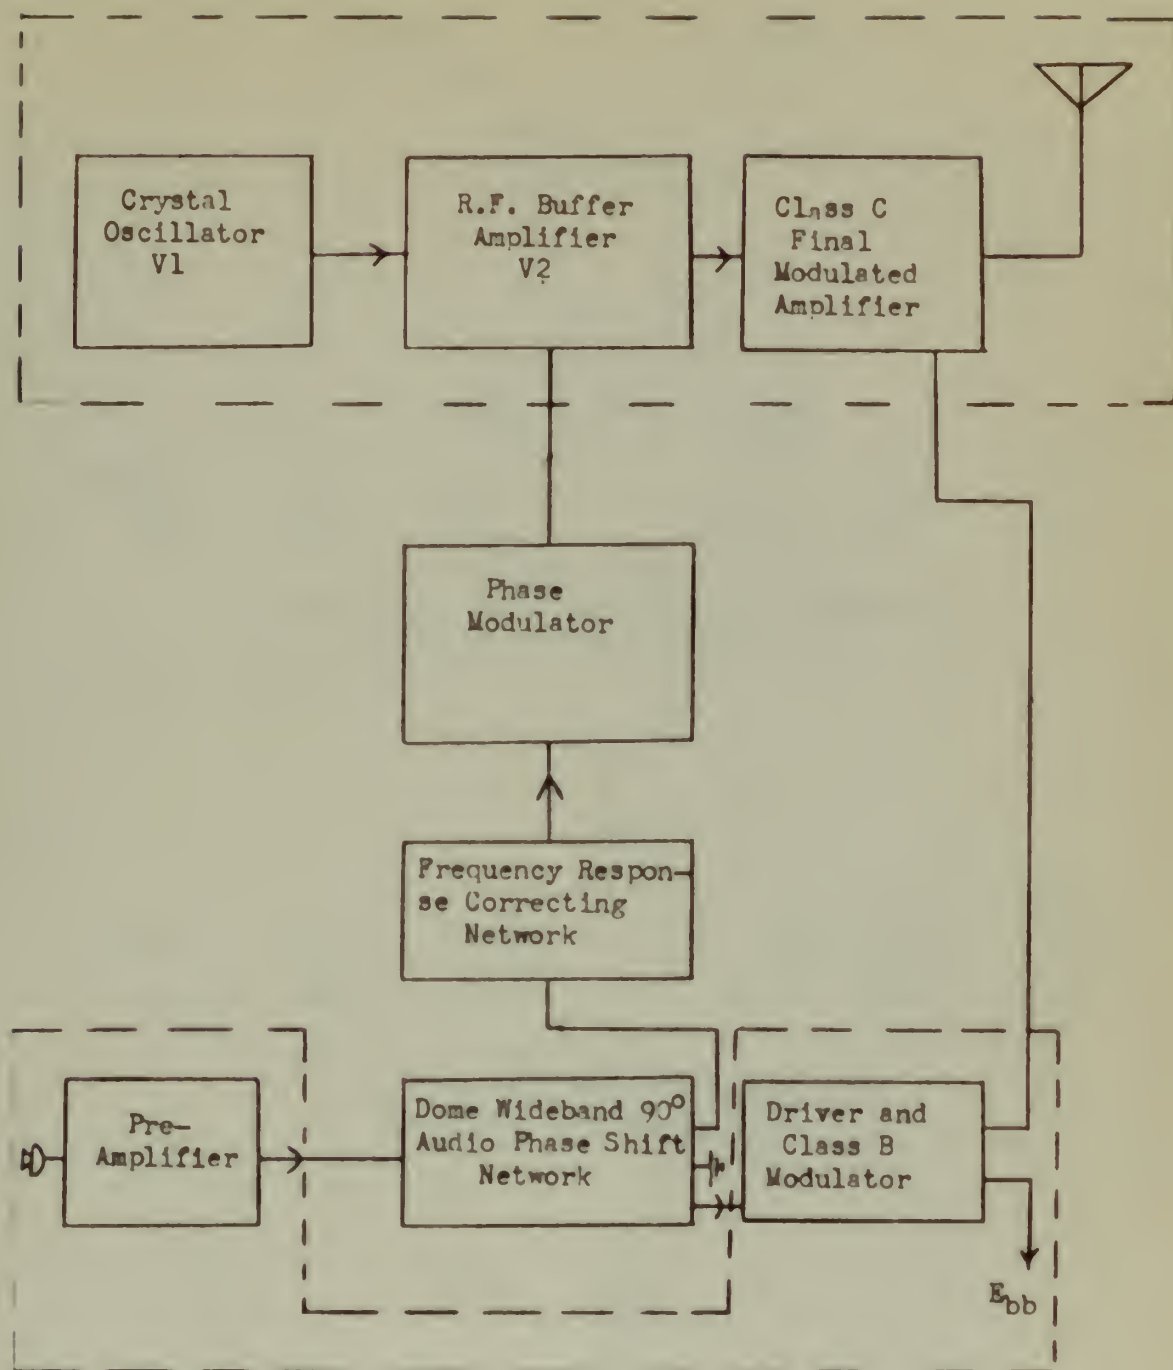 Crystal
Oscillator
V1
R.F. Buffer
Amplifier
V2
Class C
Final
Modulated
Amplifier
Phase
Modulator
Frequency Respon-
se Correcting
Network
Pre-
Amplifier
Dome Wideband 90°
Audio Phase Shift
Network
Driver and
Class B
Modulator
Ebb